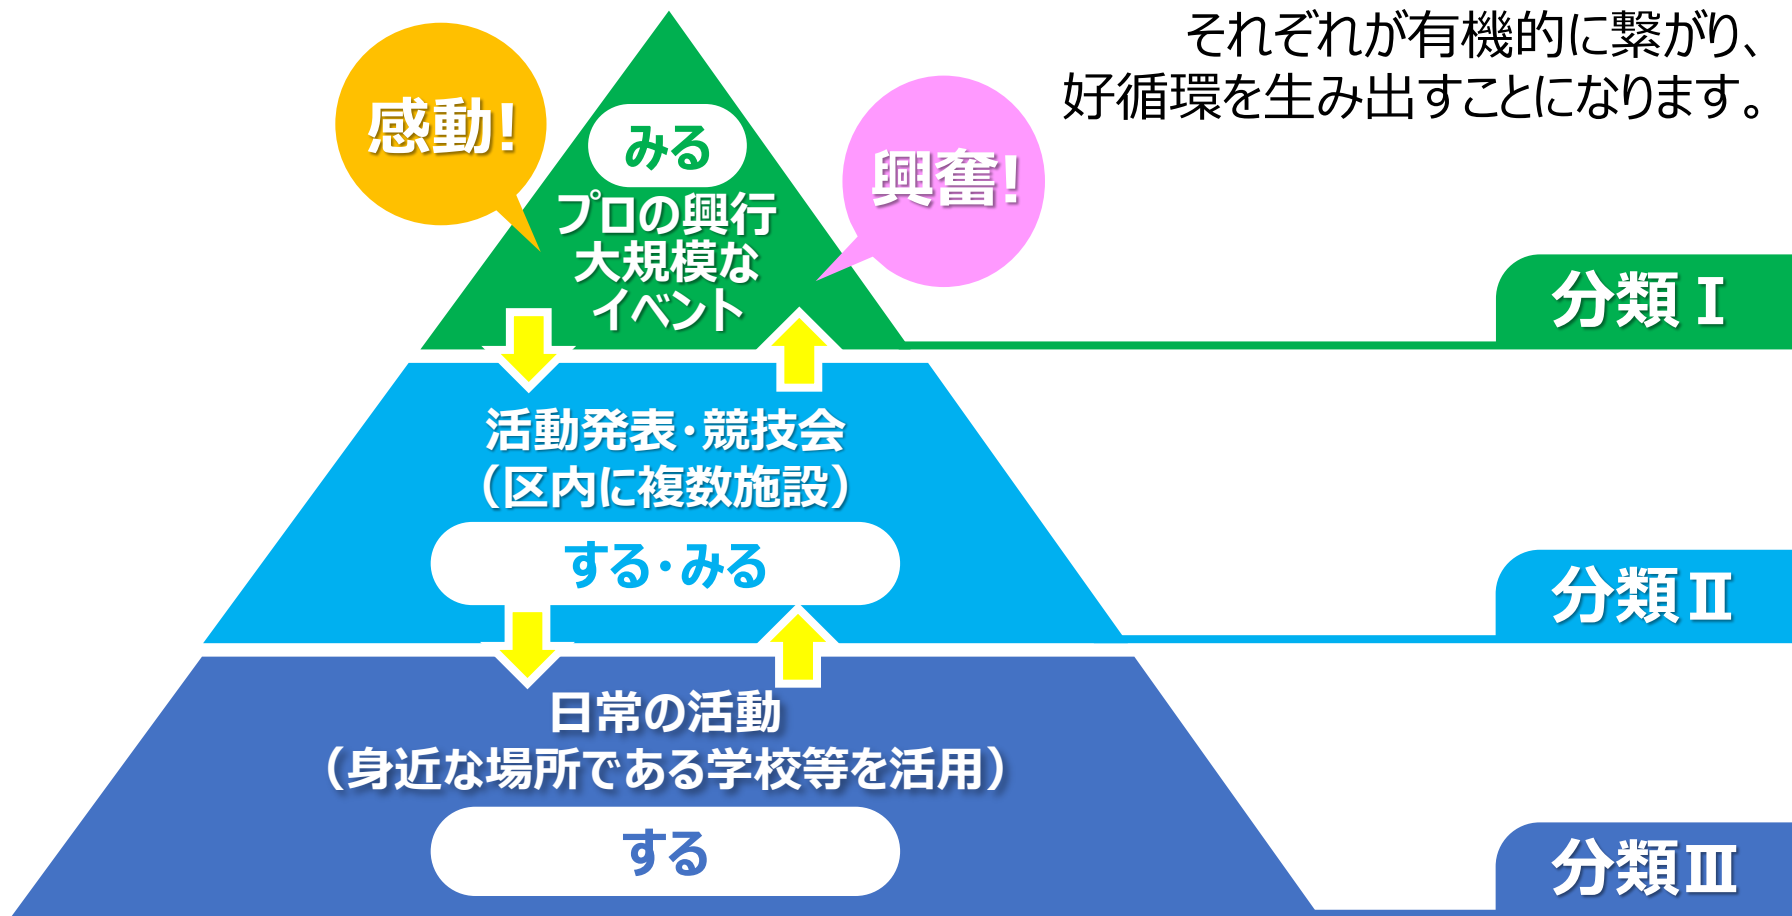 それぞれが有機的に繋がり、
好循環を生み出すことになります。
感動!
興奮!
みる
プロの興行
大規模な
イベント
分類Ⅰ
活動発表・競技会
（区内に複数施設）
する・みる
分類Ⅱ
日常の活動
（身近な場所である学校等を活用）
する
分類Ⅲ